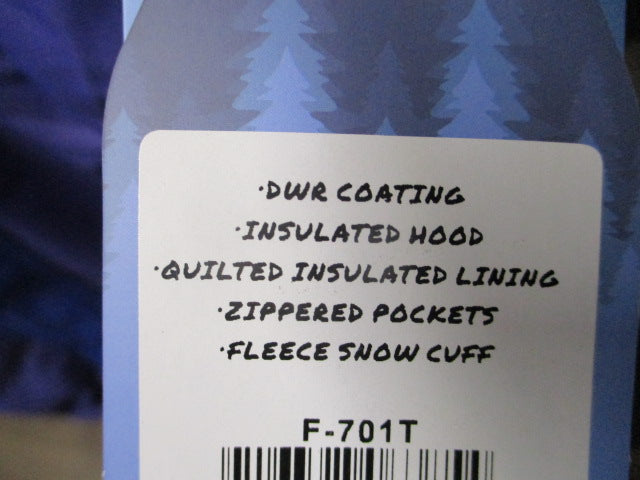 ·DWR COATING
·INSULATED HOOD
·QUILTED INSULATED LINING
·ZIPPERED POCKETS
·FLEECE SNOW CUFF
F-701T